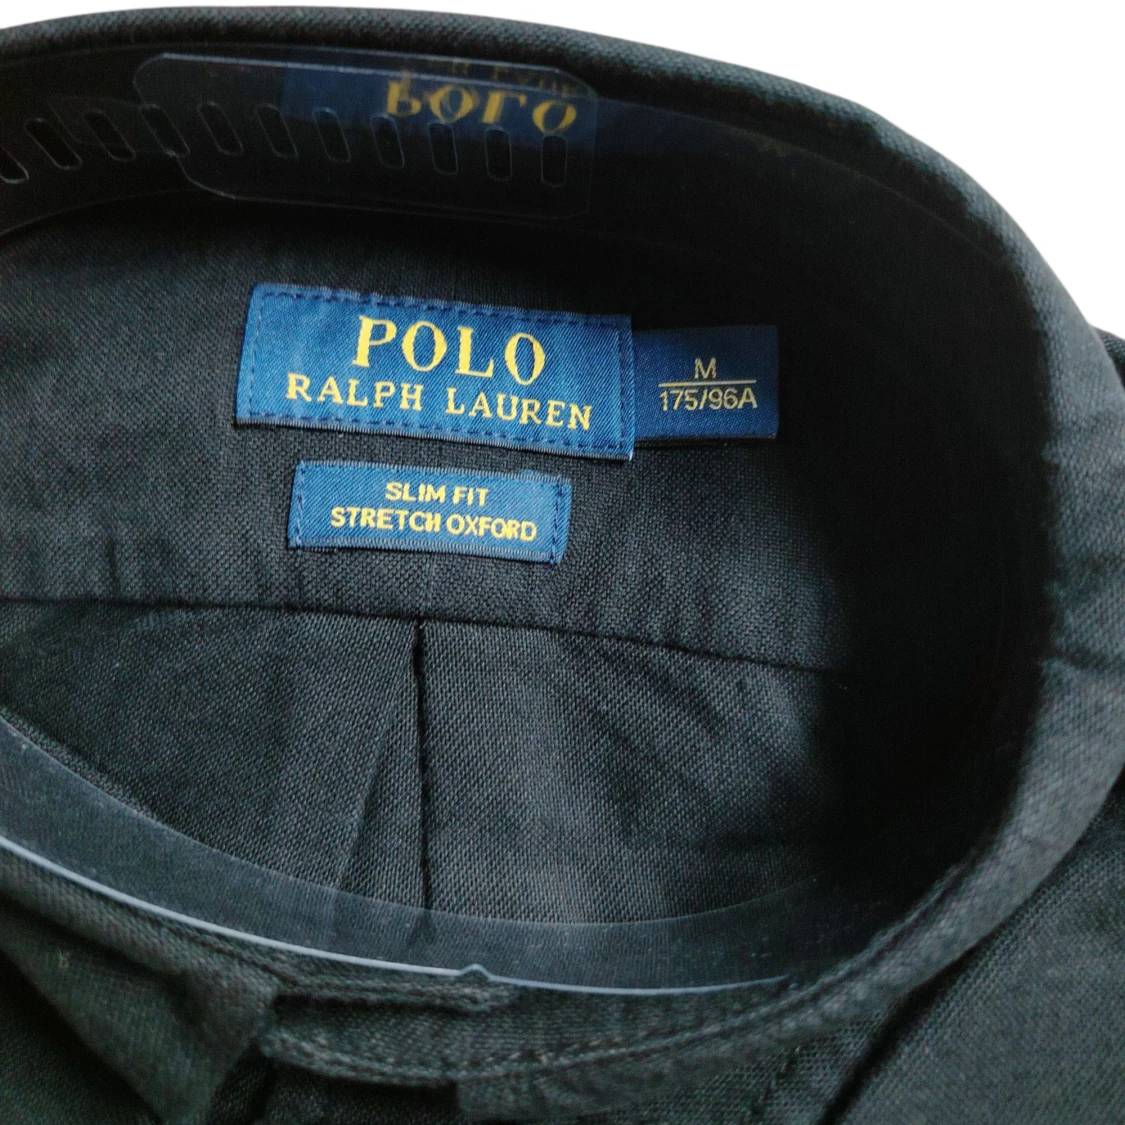 POLO
POLO
RALPH LAUREN
M
175/96A
SLIM FIT
STRETCH OXFORD